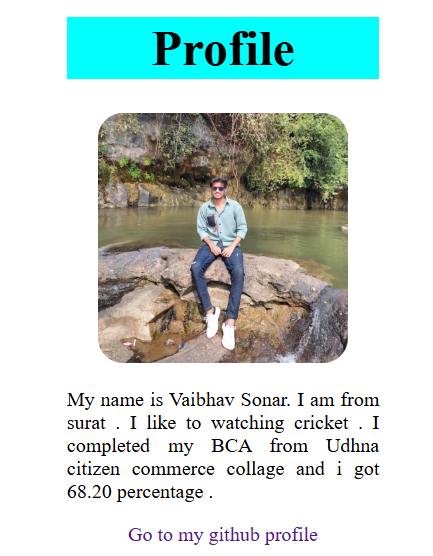 Profile
My name is Vaibhav Sonar. I am from
surat . I like to watching cricket . I
completed my BCA from Udhna
citizen commerce collage and i got
68.20 percentage .
Go to my github profile